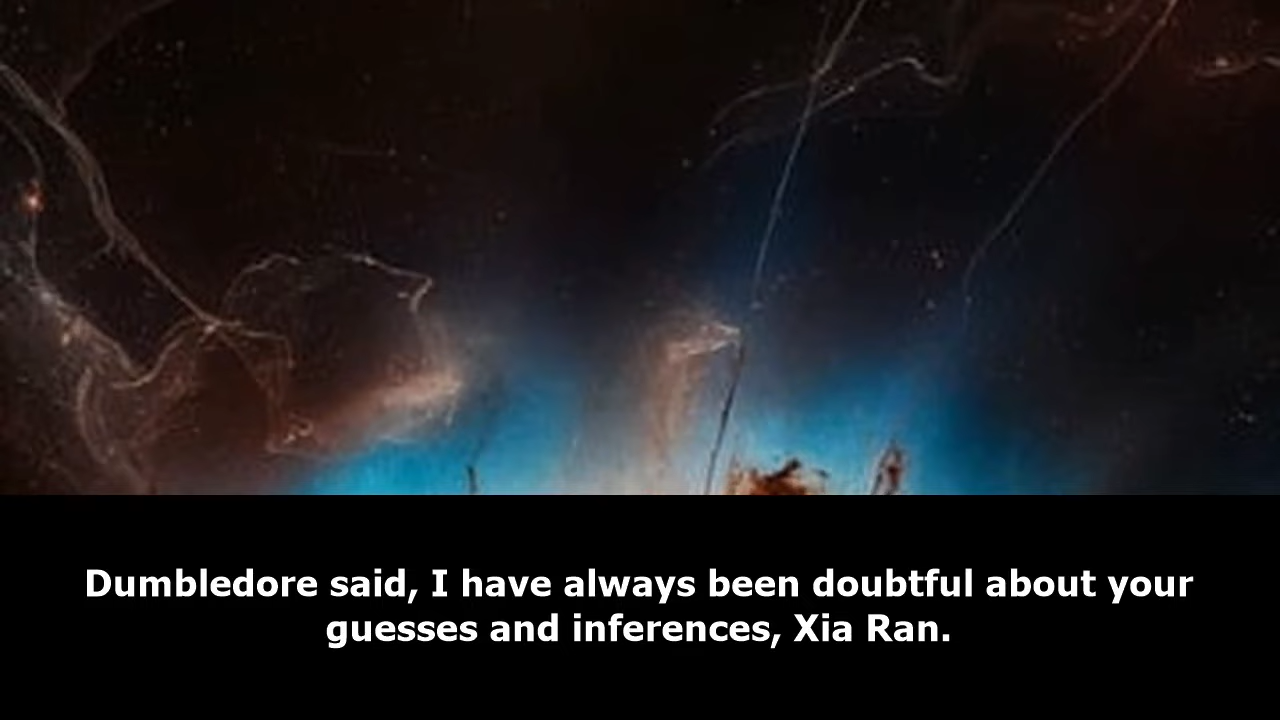 Dumbledore said, I have always been doubtful about your
guesses and inferences, Xia Ran.